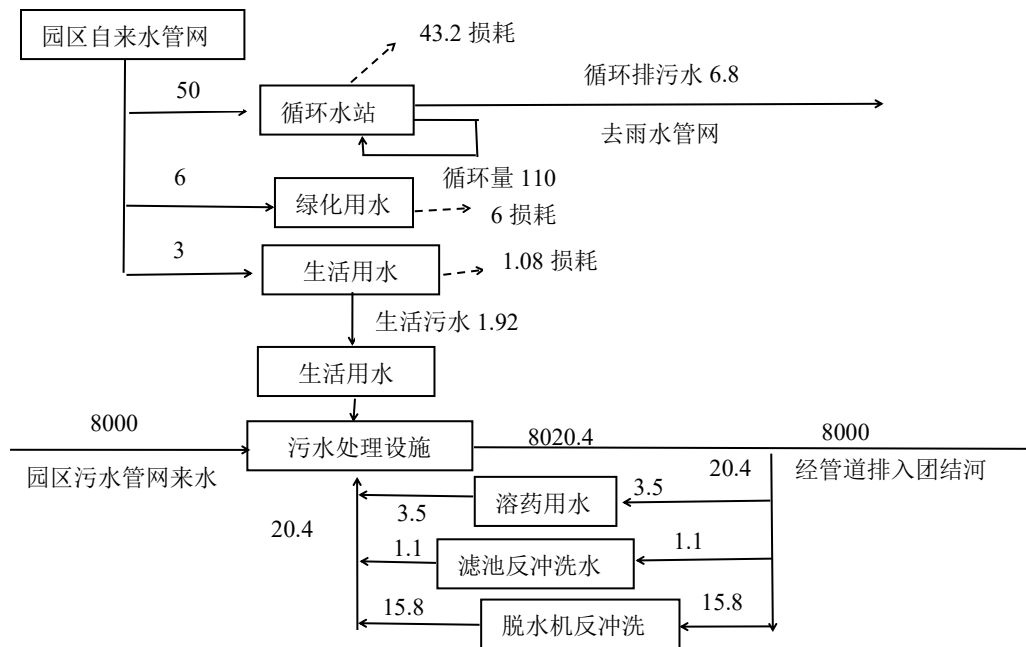 园区自来水管网
43.2 损耗
循环排污水 6.8
50
循环水站
去雨水管网
循环量 110
6
绿化用水
6 损耗
3
生活用水
1.08 损耗
生活污水 1.92
生活用水
8000
污水处理设施
8020.4
8000
园区污水管网来水
20.4
经管道排入团结河
溶药用水
3.5
3.5
20.4
1.1
滤池反冲洗水
1.1
15.8
脱水机反冲洗
15.8